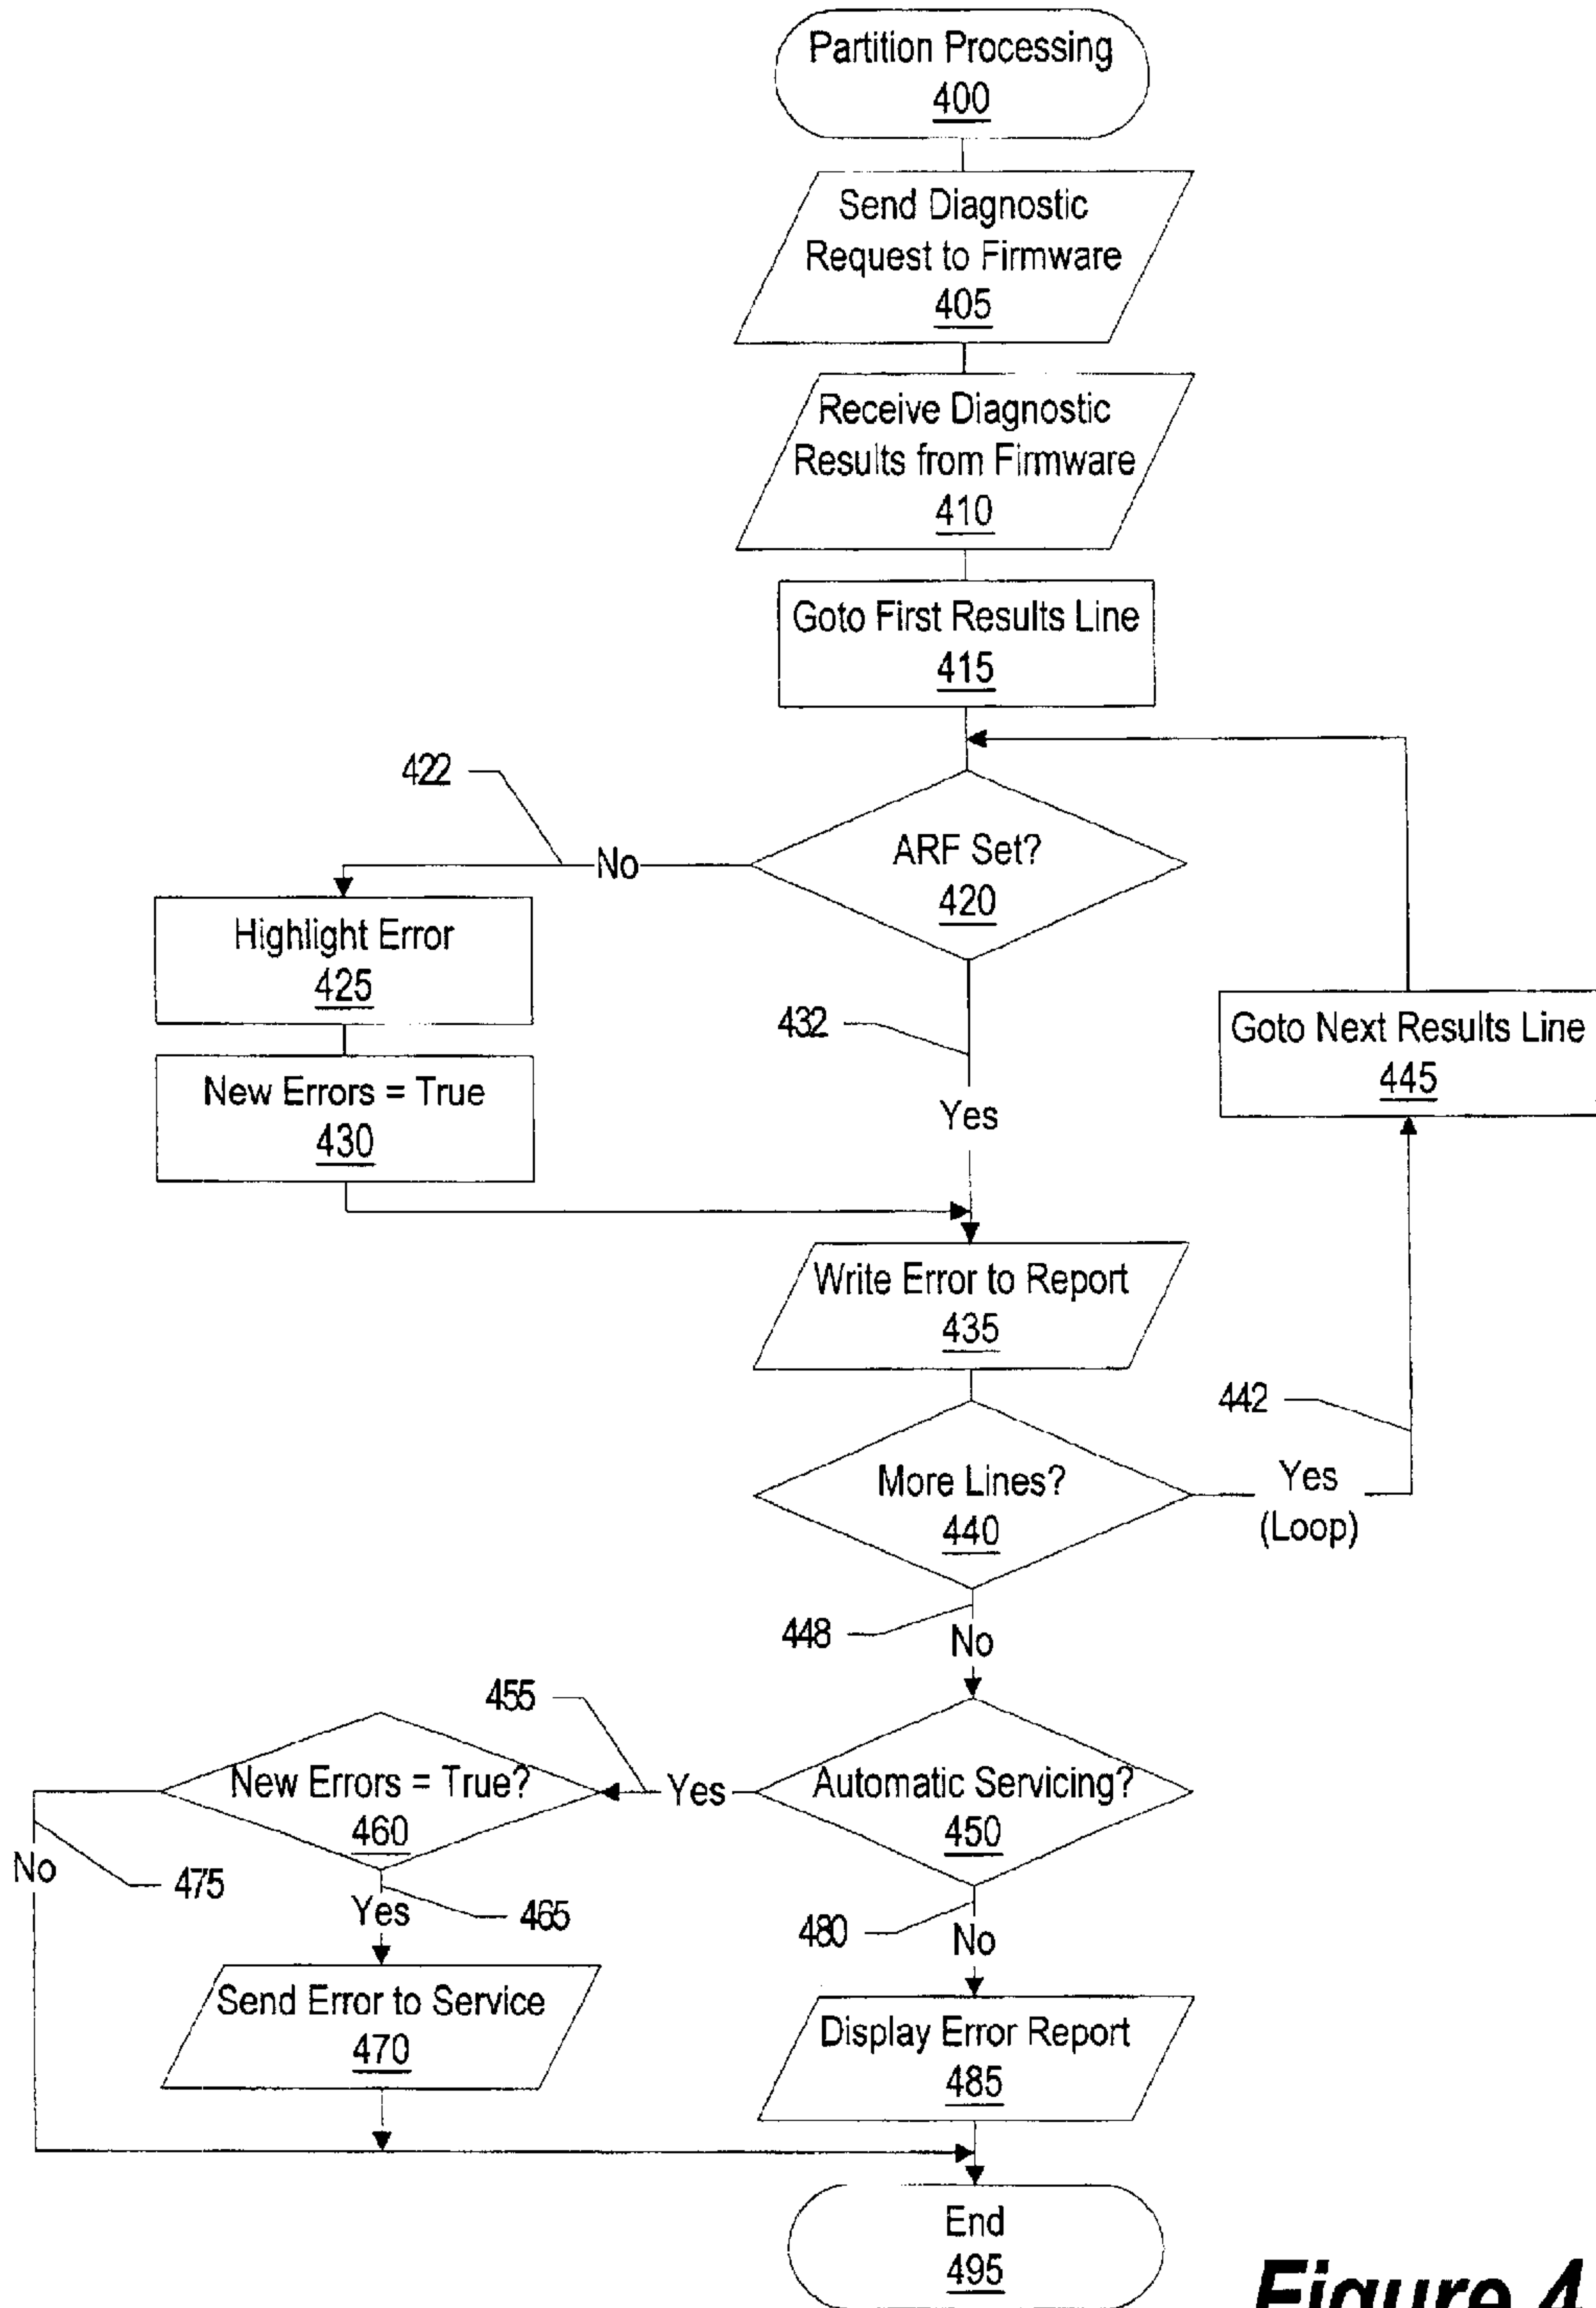 Partition Processing
400
Send Diagnostic
Request to Firmware
405
Receive Diagnostic
Results from Firmware
410
Goto First Results Line
415
422
No
ARF Set?
420
Highlight Error
425
432
Goto Next Results Line
445
New Errors = True
430
Yes
Write Error to Report
435
442
More Lines?
440
Yes
(Loop)
448
No
455
New Errors = True?
460
Yes
Automatic Servicing?
450
No
475
Yes
465
480
No
Send Error to Service
470
Display Error Report
485
End
495
Figure 4